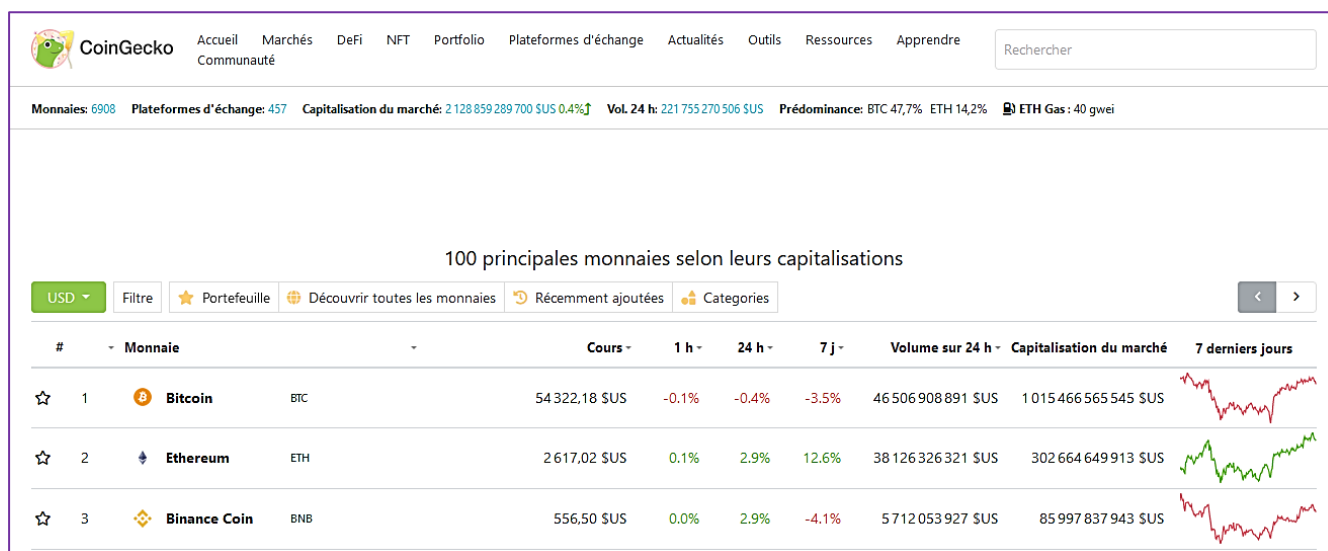 CoinGecko
Accueil Marchés DeFi NFT Portfolio Plateformes d'échange Actualités Outils Ressources Apprendre
Communauté
Rechercher
Monnaies: 6908 Plateformes d'échange: 457 Capitalisation du marché: 2 128 859 289 700 $US 0.4% Vol. 24 h: 221 755 270 506 $US Prédominance: BTC 47,7% ETH 14,2% ETH Gas : 40 gwei
100 principales monnaies selon leurs capitalisations
USD Filtre Portefeuille Découvrir toutes les monnaies Récemment ajoutées Categories
# Monnaie Cours 1 h 24 h 7 j Volume sur 24 h Capitalisation du marché 7 derniers jours
1 Bitcoin BTC 54 322,18 $US -0.1% -0.4% -3.5% 46 506 908 891 $US 1 015 466 565 545 $US
2 Ethereum ETH 2 617,02 $US 0.1% 2.9% 12.6% 38 126 326 321 $US 302 664 649 913 $US
3 Binance Coin BNB 556,50 $US 0.0% 2.9% -4.1% 5 712 053 927 $US 85 997 837 943 $US